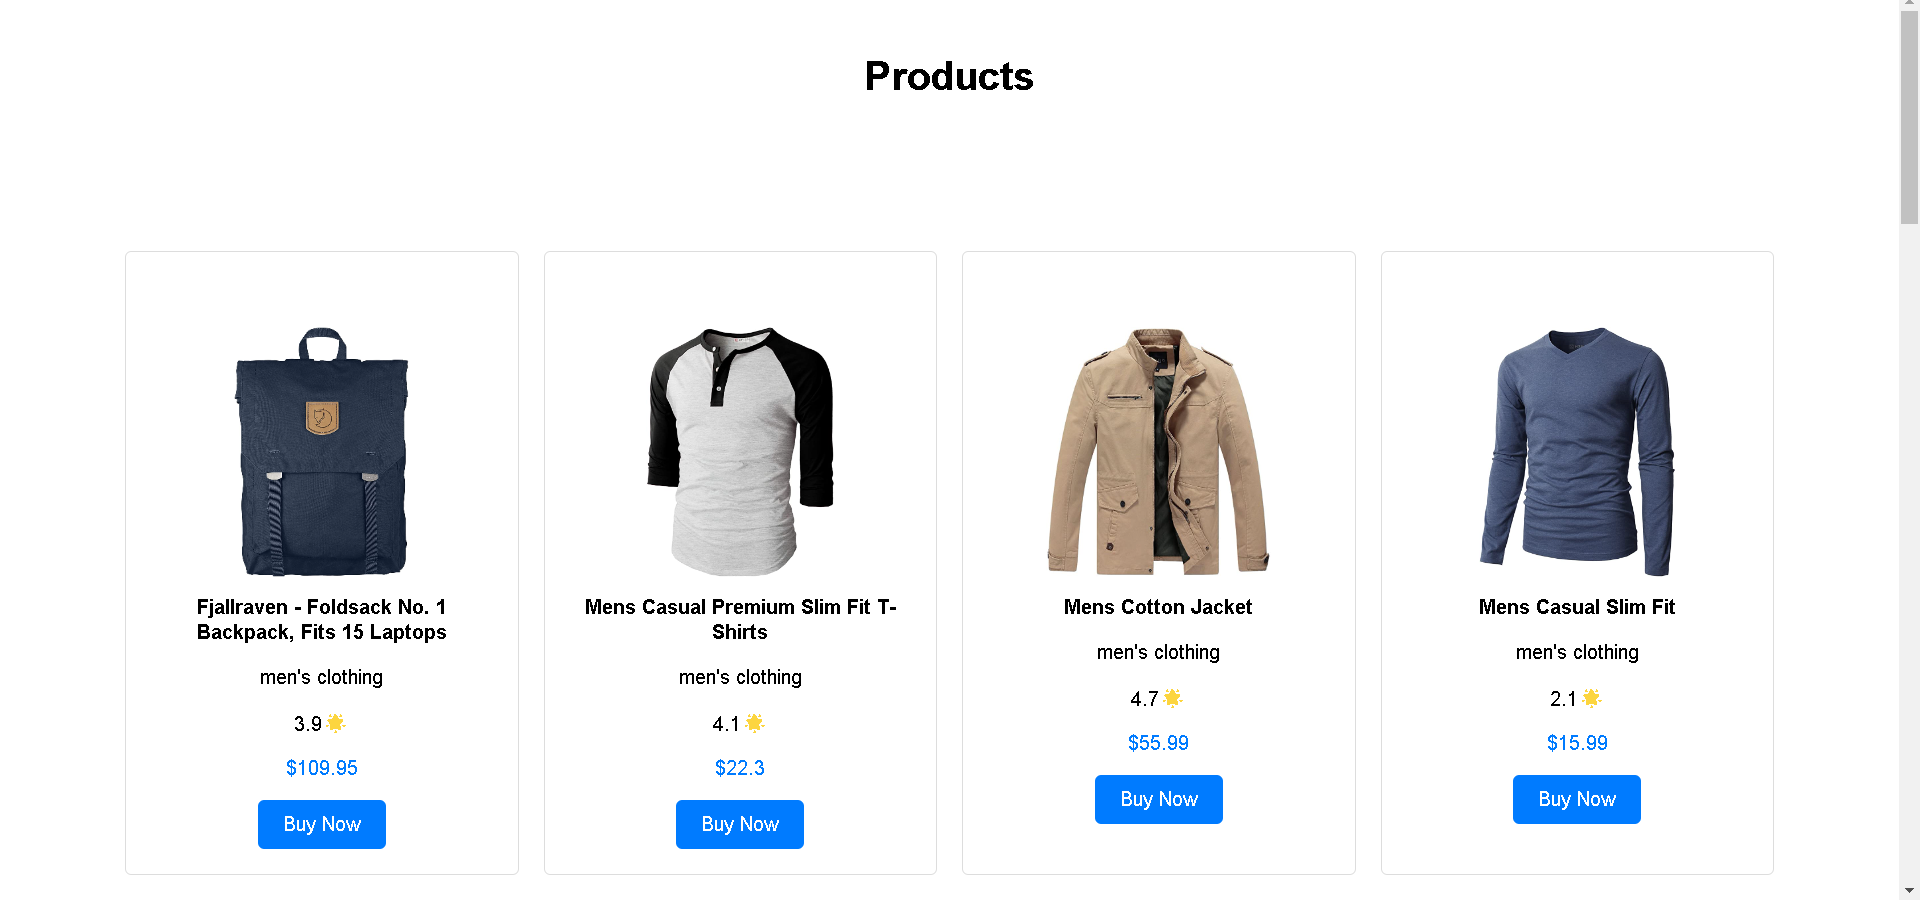 Products
Fjallraven - Foldsack No. 1
Backpack, Fits 15 Laptops
men's clothing
3.9
$109.95
Buy Now
Mens Casual Premium Slim Fit T-
Shirts
men's clothing
4.1
$22.3
Buy Now
Mens Cotton Jacket
men's clothing
4.7
$55.99
Buy Now
Mens Casual Slim Fit
men's clothing
2.1
$15.99
Buy Now